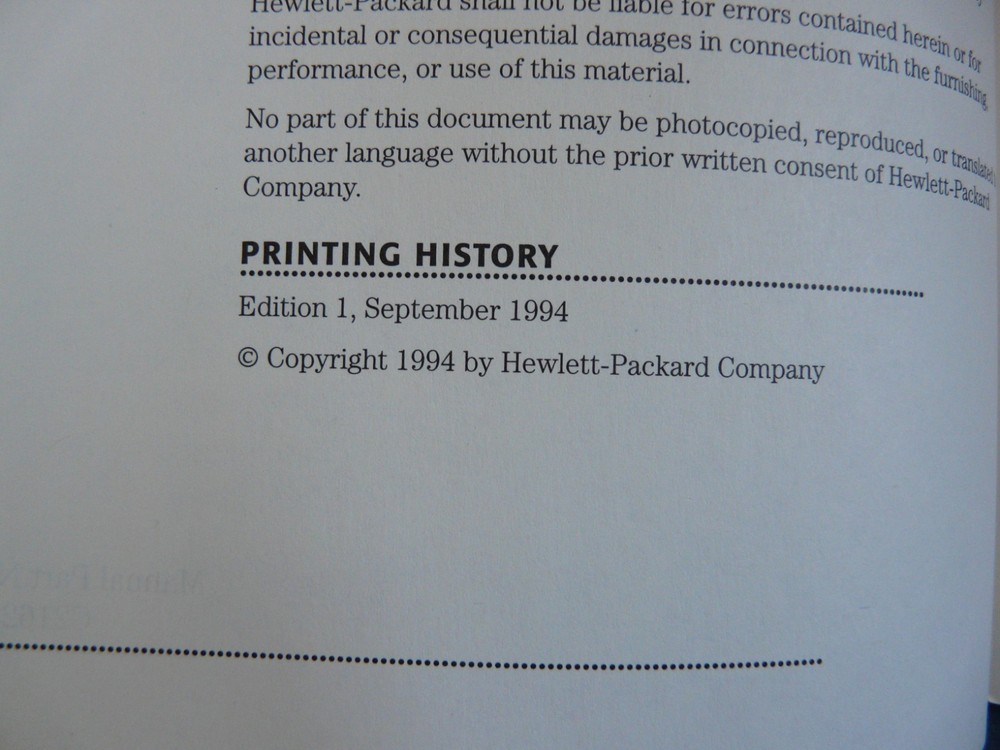 Hewlett-Packard shall not be liable for errors contained herein or for
incidental or consequential damages in connection with the furnishing,
performance, or use of this material.
No part of this document may be photocopied, reproduced, or translated
another language without the prior written consent of Hewlett-Packard
Company.
PRINTING HISTORY
Edition 1, September 1994
© Copyright 1994 by Hewlett-Packard Company